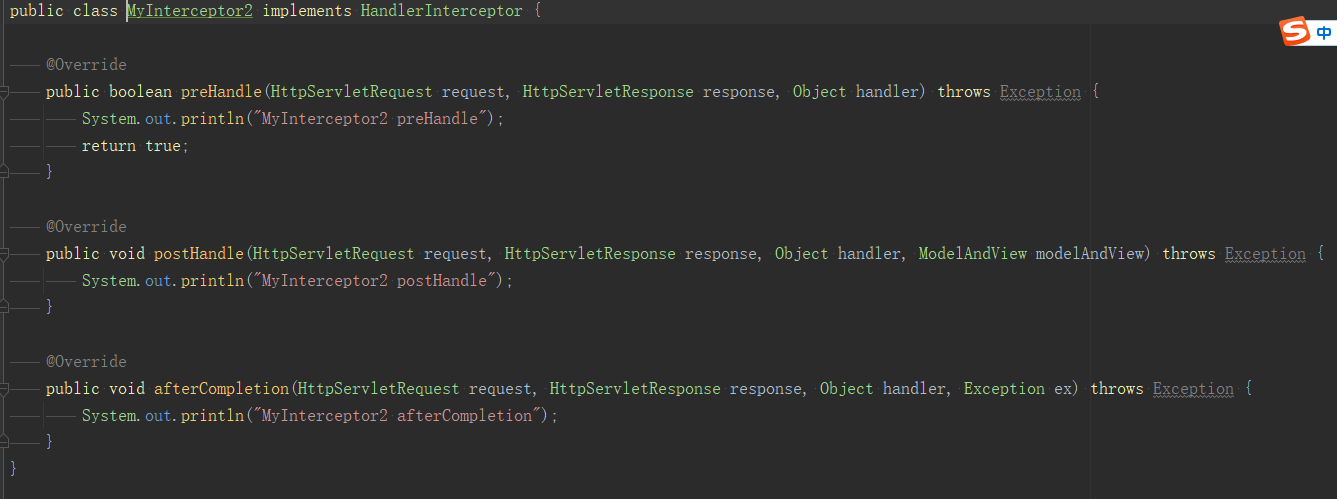 public class MyInterceptor2 implements HandlerInterceptor {
中
@Override
public boolean preHandle(HttpServletRequest request, HttpServletResponse response, Object handler) throws Exception {
System.out.println("MyInterceptor2 preHandle");
return true;
}
@Override
public void postHandle(HttpServletRequest request, HttpServletResponse response, Object handler, ModelAndView modelAndView) throws Exception {
System.out.println("MyInterceptor2 postHandle");
}
@Override
public void afterCompletion(HttpServletRequest request, HttpServletResponse response, Object handler, Exception ex) throws Exception {
System.out.println("MyInterceptor2 afterCompletion");
}
}